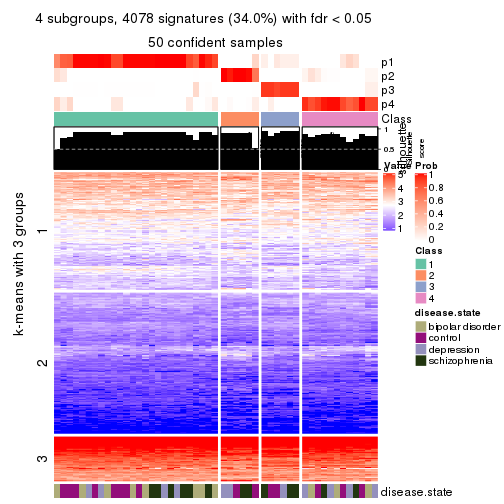 4 subgroups, 4078 signatures (34.0%) with fdr < 0.05
50 confident samples
p1
p2
p3
p4
Class
1
0.5
silhouette
score
Value
5
4
3
2
1
Prob
1
0.8
0.6
0.4
0.2
0
Class
1
2
3
4
disease.state
bipolar disorder
control
depression
schizophrenia
k-means with 3 groups
1
2
3
disease.state